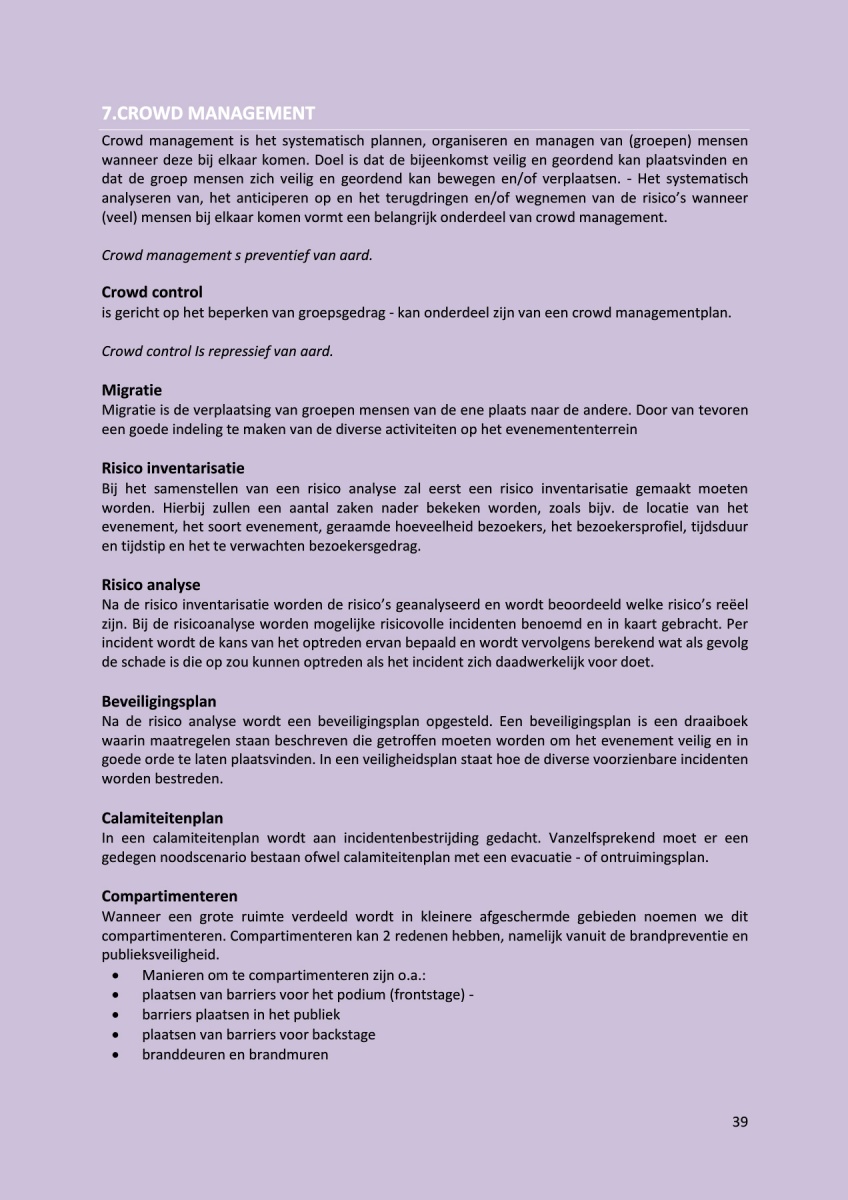 7.CROWD MANAGEMENT
Crowd management is het systematisch plannen, organiseren en managen van (groepen) mensen
wanneer deze bij elkaar komen. Doel is dat de bijeenkomst veilig en geordend kan plaatsvinden en
dat de groep mensen zich veilig en geordend kan bewegen en/of verplaatsen. - Het systematisch
analyseren van, het anticiperen op en het terugdringen en/of wegnemen van de risico’s wanneer
(veel) mensen bij elkaar komen vormt een belangrijk onderdeel van crowd management.
Crowd management s preventief van aard.
Crowd control
is gericht op het beperken van groepsgedrag - kan onderdeel zijn van een crowd managementplan.
Crowd control Is repressief van aard.
Migratie
Migratie is de verplaatsing van groepen mensen van de ene plaats naar de andere. Door van tevoren
een goede indeling te maken van de diverse activiteiten op het evenemententerrein
Risico inventarisatie
Bij het samenstellen van een risico analyse zal eerst een risico inventarisatie gemaakt moeten
worden. Hierbij zullen een aantal zaken nader bekeken worden, zoals bijv. de locatie van het
evenement, het soort evenement, geraamde hoeveelheid bezoekers, het bezoekersprofiel, tijdsduur
en tijdstip en het te verwachten bezoekersgedrag.
Risico analyse
Na de risico inventarisatie worden de risico’s geanalyseerd en wordt beoordeeld welke risico’s reëel
zijn. Bij de risicoanalyse worden mogelijke risicovolle incidenten benoemd en in kaart gebracht. Per
incident wordt de kans van het optreden ervan bepaald en wordt vervolgens berekend wat als gevolg
de schade is die op zou kunnen optreden als het incident zich daadwerkelijk voor doet.
Beveiligingsplan
Na de risico analyse wordt een beveiligingsplan opgesteld. Een beveiligingsplan is een draaiboek
waarin maatregelen staan beschreven die getroffen moeten worden om het evenement veilig en in
goede orde te laten plaatsvinden. In een veiligheidsplan staat hoe de diverse voorzienbare incidenten
worden bestreden.
Calamiteitenplan
In een calamiteitenplan wordt aan incidentenbestrijding gedacht. Vanzelfsprekend moet er een
gedegen noodscenario bestaan ofwel calamiteitenplan met een evacuatie - of ontruimingsplan.
Compartimenteren
Wanneer een grote ruimte verdeeld wordt in kleinere afgeschermde gebieden noemen we dit
compartimenteren. Compartimenteren kan 2 redenen hebben, namelijk vanuit de brandpreventie en
publieksveiligheid.
• Manieren om te compartimenteren zijn o.a.:
• plaatsen van barriers voor het podium (frontstage) -
• barriers plaatsen in het publiek
• plaatsen van barriers voor backstage
• branddeuren en brandmuren
39